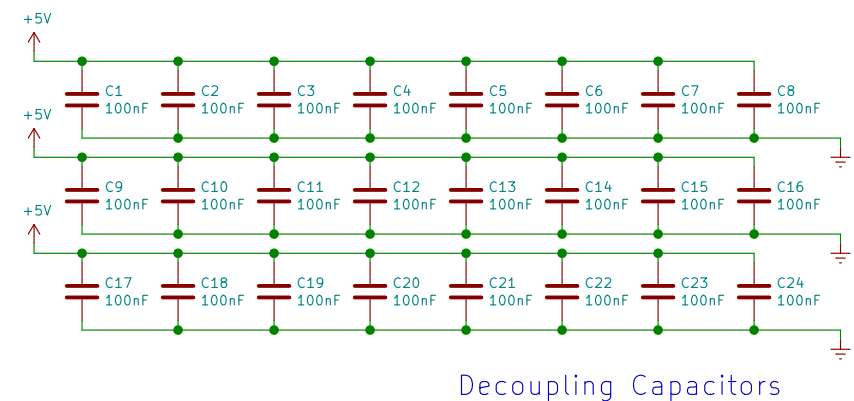 +5V
C1 C2 C3 C4 C5 C6 C7 C8
100nF 100nF 100nF 100nF 100nF 100nF 100nF 100nF
+5V
C9 C10 C11 C12 C13 C14 C15 C16
100nF 100nF 100nF 100nF 100nF 100nF 100nF 100nF
+5V
C17 C18 C19 C20 C21 C22 C23 C24
100nF 100nF 100nF 100nF 100nF 100nF 100nF 100nF
Decoupling Capacitors